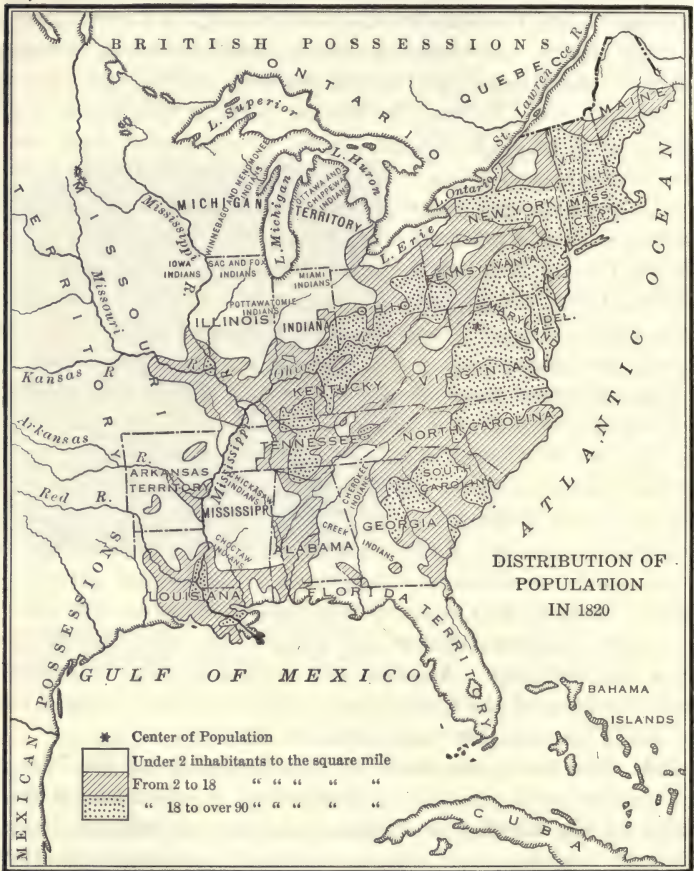 BRITISH POSSESSIONS
ONTARIO
QUEBEC
St. Lawrence R.
L. Superior
L. Huron
L. Michigan
L. Ontario
L. Erie
MAINE
VT.
MASS.
NEW YORK
PENNSYLVANIA
MARYLAND
DEL.
VIRGINIA
NORTH CAROLINA
SOUTH CAROLINA
GEORGIA
FLORIDA TERRITORY
ALABAMA
MISSISSIPPI
LOUISIANA
TENNESSEE
KENTUCKY
OHIO
INDIANA
ILLINOIS
MICHIGAN TERRITORY
WINNEBAGO AND MENOMONEE INDIANS
OTTAWA AND CHIPPEWA INDIANS
SAC AND FOX INDIANS
IOWA INDIANS
MIAMI INDIANS
POTTAWATOMIE INDIANS
CHICKASAW INDIANS
CHOCTAW INDIANS
CHEROKEE INDIANS
CREEK INDIANS
MISSOURI TERRITORY
ARKANSAS TERRITORY
Mississippi R.
Missouri
Kansas R
Arkansas R.
Red R.
Ohio
Mississippi
MEXICAN POSSESSIONS
GULF OF MEXICO
ATLANTIC OCEAN
BAHAMA
ISLANDS
CUBA
DISTRIBUTION OF
POPULATION
IN 1820
* Center of Population
Under 2 inhabitants to the square mile
From 2 to 18 " " " " "
" 18 to over 90 " " " " "